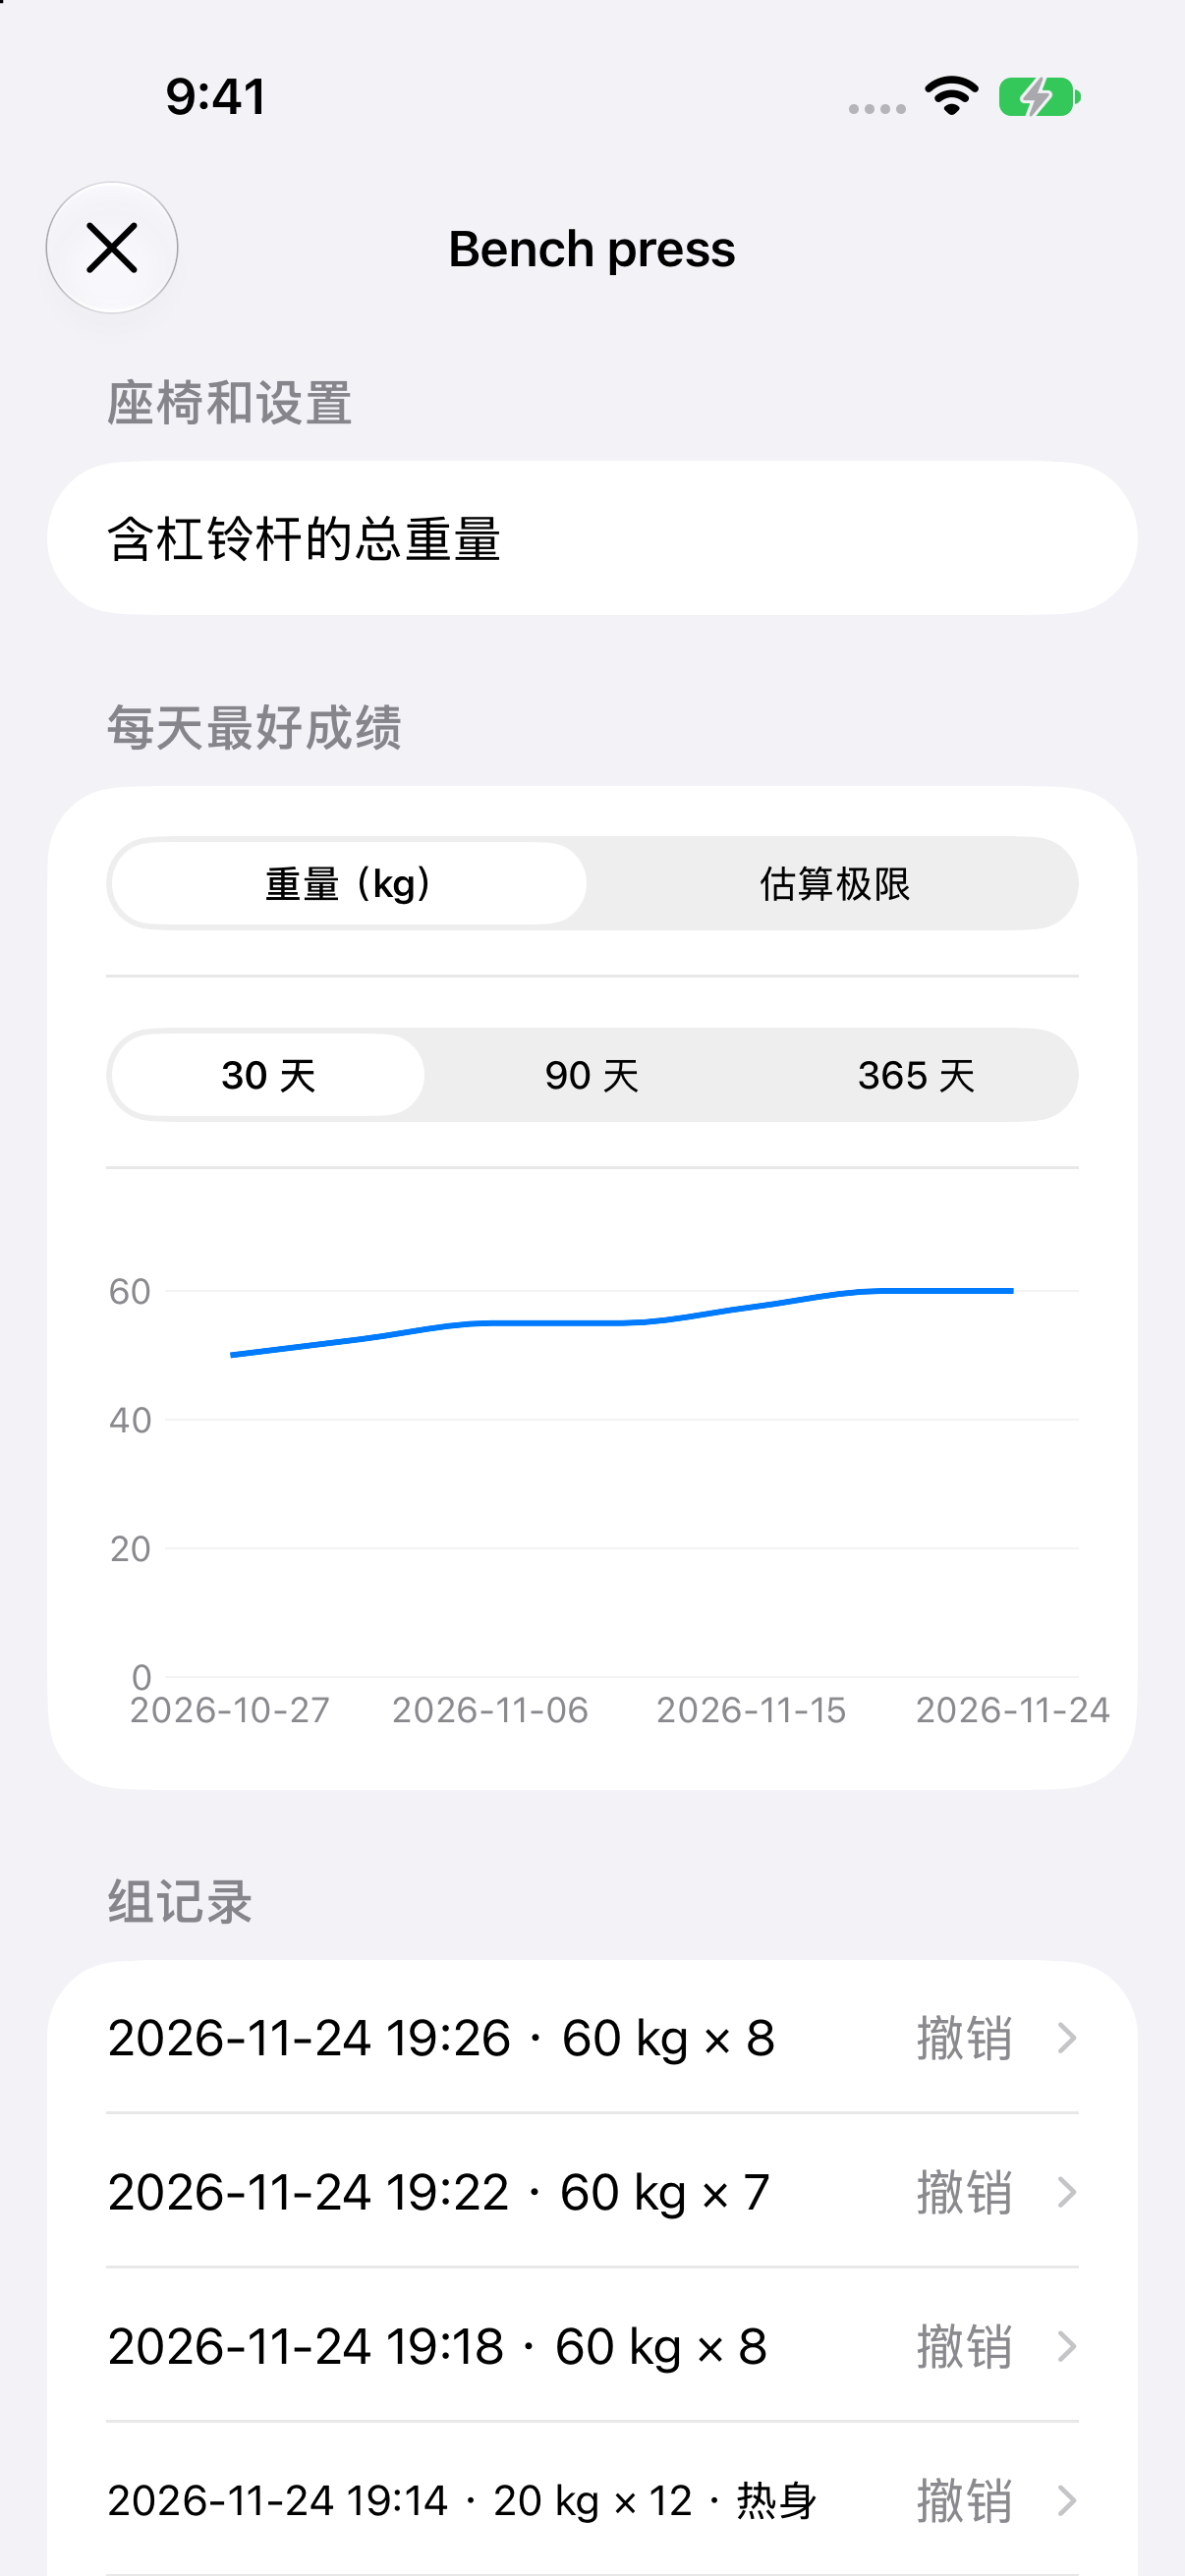 9:41
Bench press
座椅和设置
含杠铃杆的总重量
每天最好成绩
重量（kg） 估算极限
30 天 90 天 365 天
60
40
20
0
2026-10-27 2026-11-06 2026-11-15 2026-11-24
组记录
2026-11-24 19:26 · 60 kg × 8 撤销
2026-11-24 19:22 · 60 kg × 7 撤销
2026-11-24 19:18 · 60 kg × 8 撤销
2026-11-24 19:14 · 20 kg × 12 · 热身 撤销